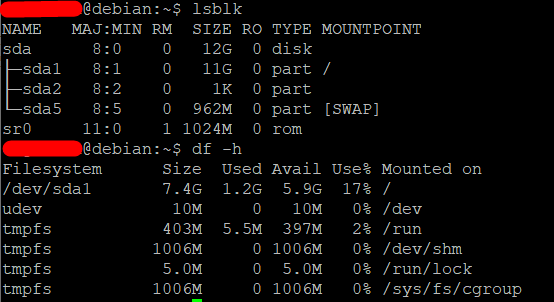 @debian:~$ lsblk
NAME   MAJ:MIN RM  SIZE RO TYPE MOUNTPOINT
sda      8:0    0   12G  0 disk
├─sda1   8:1    0   11G  0 part /
├─sda2   8:2    0    1K  0 part
└─sda5   8:5    0  962M  0 part [SWAP]
sr0     11:0    1 1024M  0 rom
@debian:~$ df -h
Filesystem      Size  Used Avail Use% Mounted on
/dev/sda1       7.4G  1.2G  5.9G  17% /
udev             10M     0   10M   0% /dev
tmpfs           403M  5.5M  397M   2% /run
tmpfs          1006M     0 1006M   0% /dev/shm
tmpfs           5.0M     0  5.0M   0% /run/lock
tmpfs          1006M     0 1006M   0% /sys/fs/cgroup